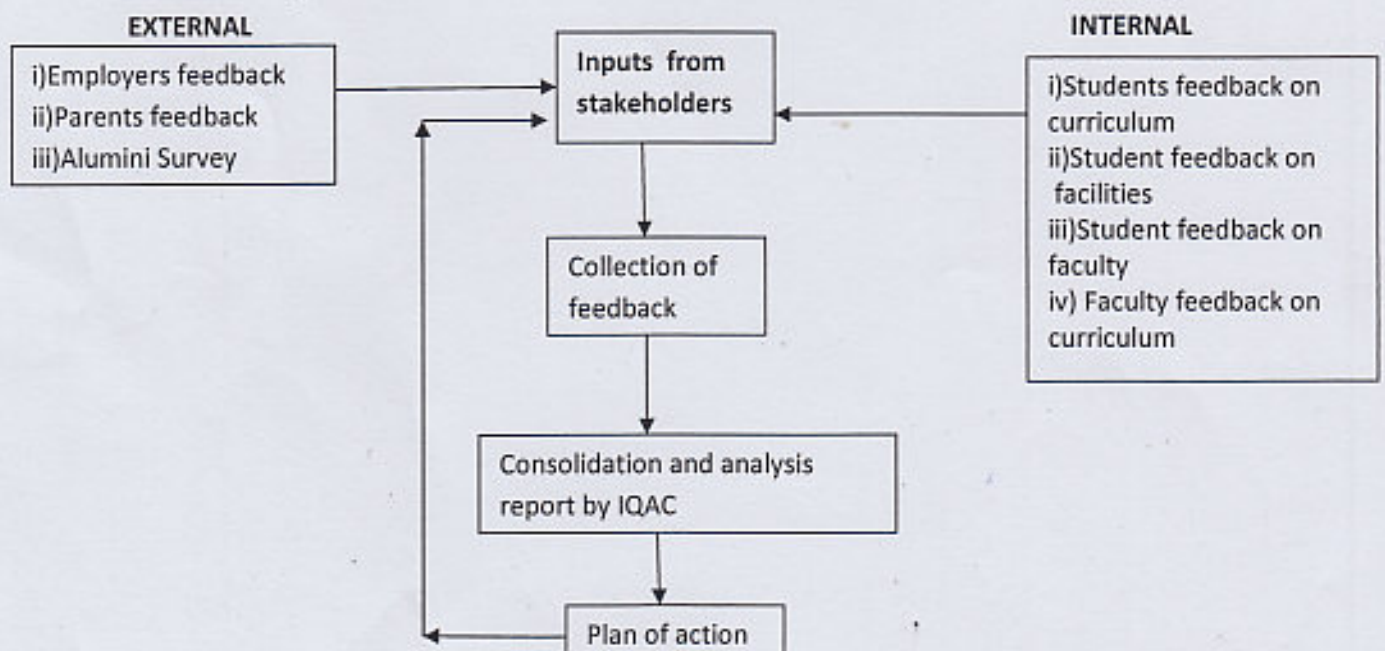 EXTERNAL
i)Employers feedback
ii)Parents feedback
iii)Alumini Survey
Inputs from
stakeholders
INTERNAL
i)Students feedback on
curriculum
ii)Student feedback on
facilities
iii)Student feedback on
faculty
iv) Faculty feedback on
curriculum
Collection of
feedback
Consolidation and analysis
report by IQAC
Plan of action